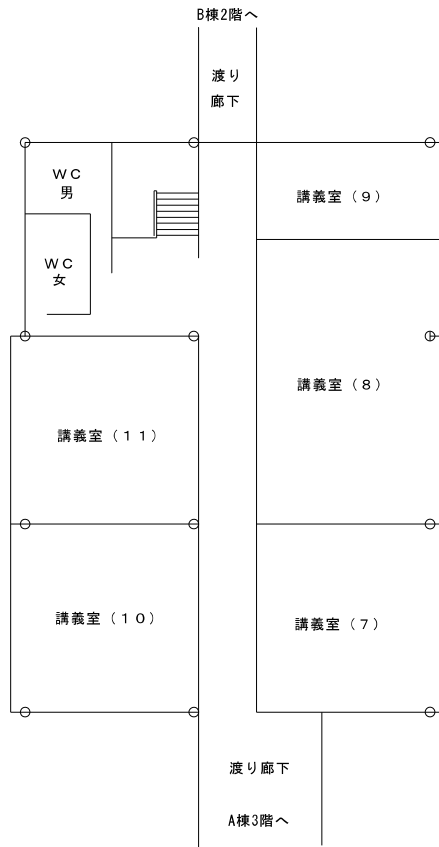 B棟2階へ
渡り
廊下
ＷＣ
男
講義室（９）
ＷＣ
女
講義室（８）
講義室（１１）
講義室（１０）
講義室（７）
渡り廊下
A棟3階へ